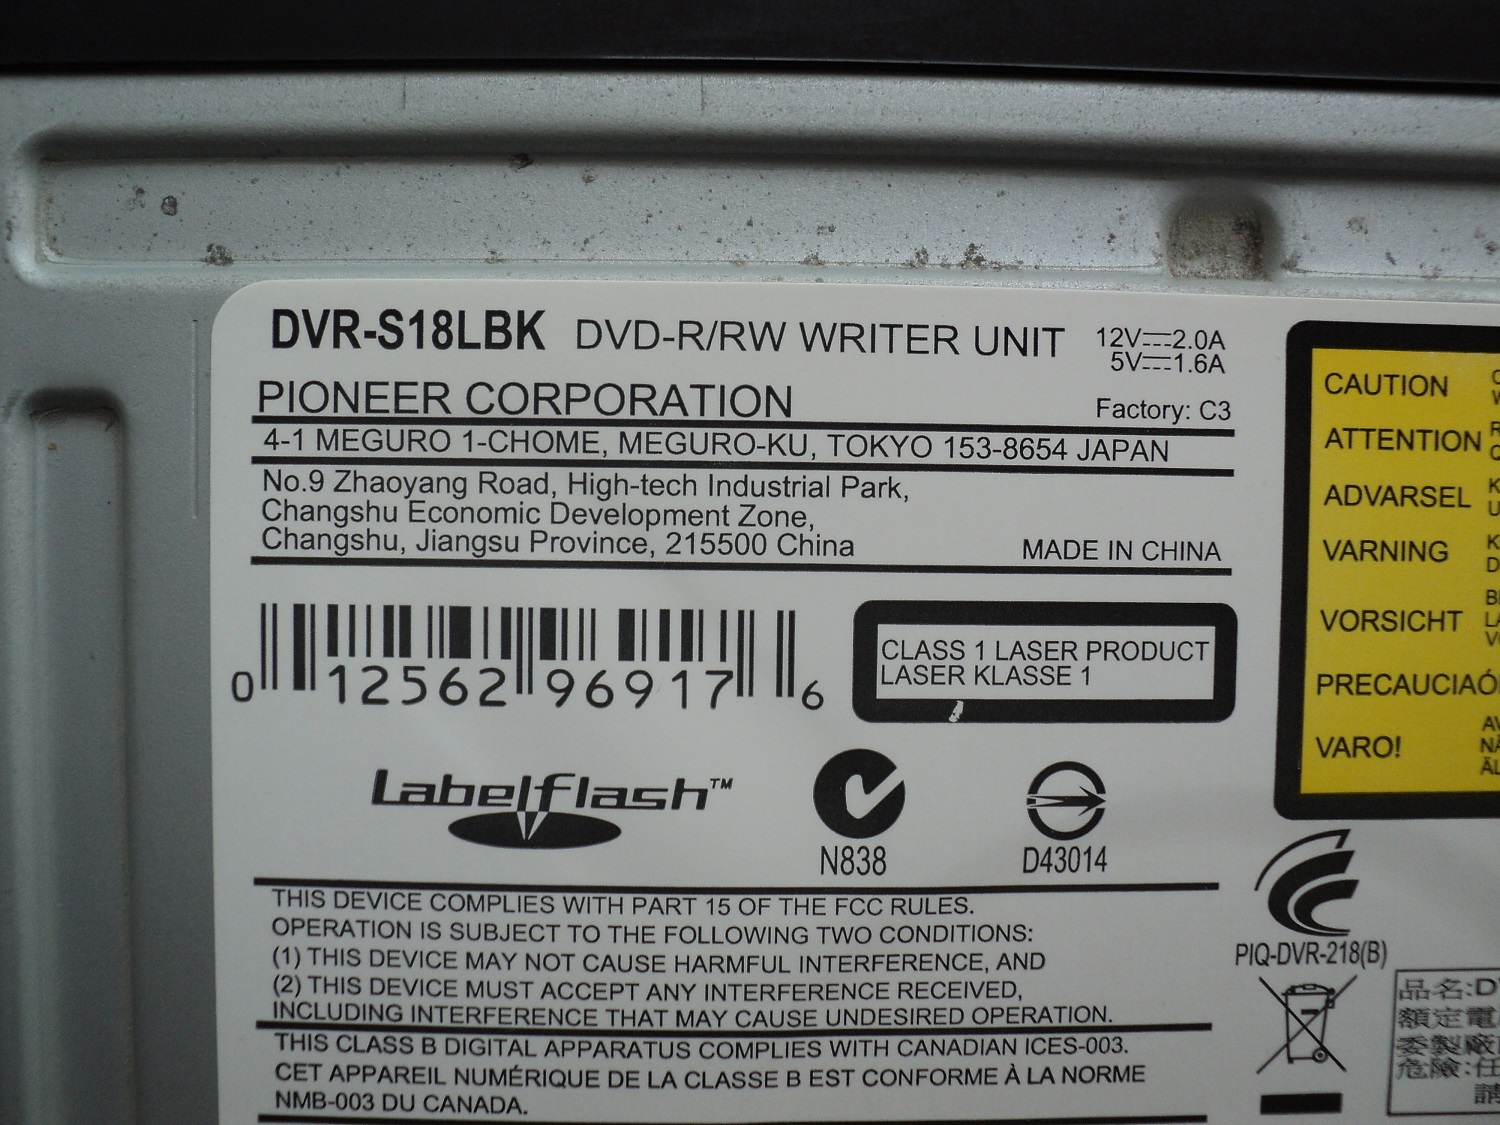 DVR-S18LBK DVD-R/RW WRITER UNIT 12V⎓2.0A
5V⎓1.6A
PIONEER CORPORATION Factory: C3
4-1 MEGURO 1-CHOME, MEGURO-KU, TOKYO 153-8654 JAPAN
No.9 Zhaoyang Road, High-tech Industrial Park,
Changshu Economic Development Zone,
Changshu, Jiangsu Province, 215500 China MADE IN CHINA
0 12562 96917 6
CLASS 1 LASER PRODUCT
LASER KLASSE 1
Labelflash™
N838
D43014
THIS DEVICE COMPLIES WITH PART 15 OF THE FCC RULES.
OPERATION IS SUBJECT TO THE FOLLOWING TWO CONDITIONS:
(1) THIS DEVICE MAY NOT CAUSE HARMFUL INTERFERENCE, AND
(2) THIS DEVICE MUST ACCEPT ANY INTERFERENCE RECEIVED,
INCLUDING INTERFERENCE THAT MAY CAUSE UNDESIRED OPERATION.
THIS CLASS B DIGITAL APPARATUS COMPLIES WITH CANADIAN ICES-003.
CET APPAREIL NUMÉRIQUE DE LA CLASSE B EST CONFORME À LA NORME
NMB-003 DU CANADA.
CAUTION
ATTENTION
ADVARSEL
VARNING
VORSICHT
PRECAUCIÓ
VARO!
PIQ-DVR-218(B)
品名:D
額定電
委製廠
危險:任
請